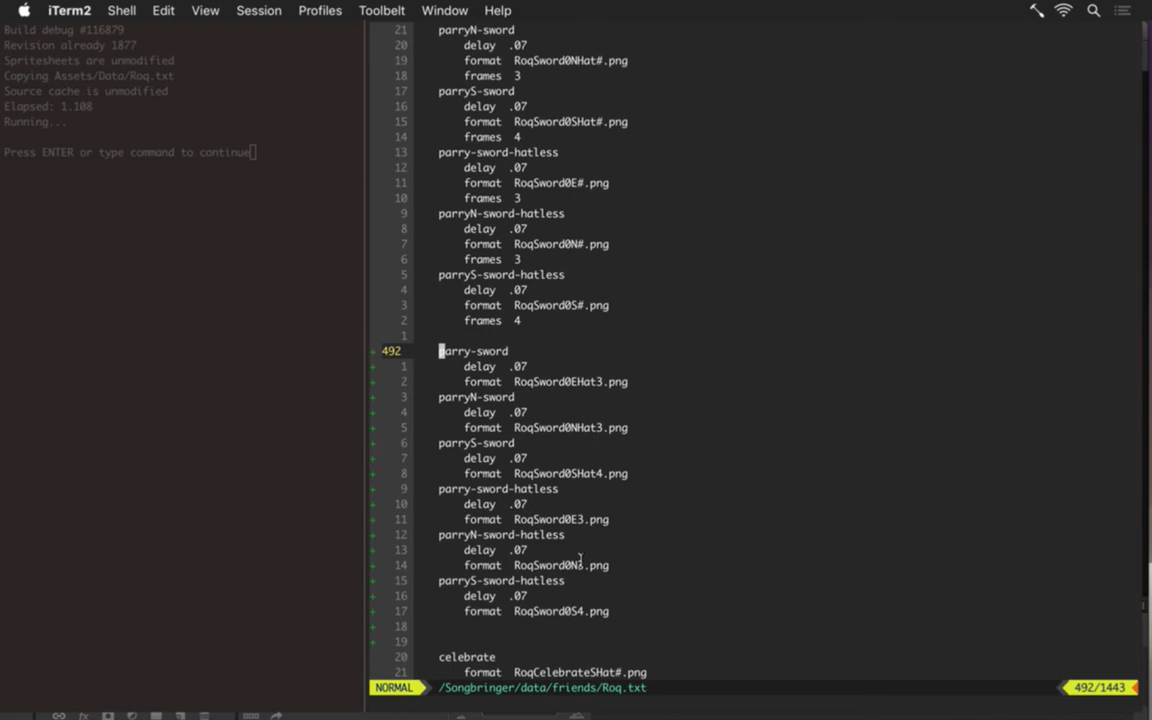 iTerm2 Shell Edit View Session Profiles Toolbelt Window Help
Build debug #116879
Revision already 1877
Spritesheets are unmodified
Copying Assets/Data/Roq.txt
Source cache is unmodified
Elapsed: 1.108
Running...
Press ENTER or type command to continue
21 parryN-sword
20 delay .07
19 format RoqSword0NHat#.png
18 frames 3
17 parryS-sword
16 delay .07
15 format RoqSword0SHat#.png
14 frames 4
13 parry-sword-hatless
12 delay .07
11 format RoqSword0E#.png
10 frames 3
9 parryN-sword-hatless
8 delay .07
7 format RoqSword0N#.png
6 frames 3
5 parryS-sword-hatless
4 delay .07
3 format RoqSword0S#.png
2 frames 4
1
+ 492 parry-sword
+ 1 delay .07
+ 2 format RoqSword0EHat3.png
+ 3 parryN-sword
+ 4 delay .07
+ 5 format RoqSword0NHat3.png
+ 6 parryS-sword
+ 7 delay .07
+ 8 format RoqSword0SHat4.png
+ 9 parry-sword-hatless
+ 10 delay .07
+ 11 format RoqSword0E3.png
+ 12 parryN-sword-hatless
+ 13 delay .07
+ 14 format RoqSword0N3.png
+ 15 parryS-sword-hatless
+ 16 delay .07
+ 17 format RoqSword0S4.png
+ 18
+ 19
20 celebrate
21 format RoqCelebrateSHat#.png
NORMAL /Songbringer/data/friends/Roq.txt 492/1443